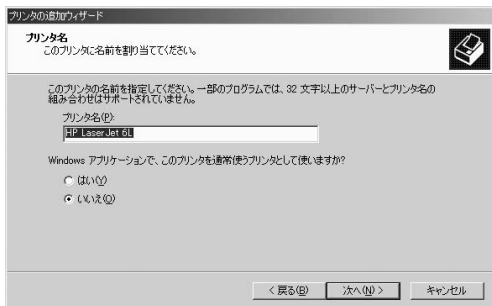 プリンタの追加ウィザード
プリンタ名
このプリンタに名前を割り当ててください。
このプリンタの名前を指定してください。一部のプログラムでは、32 文字以上のサーバーとプリンタ名の
組み合わせはサポートされていません。
プリンタ名(P):
HP LaserJet 6L
Windows アプリケーションで、このプリンタを通常使うプリンタとして使いますか?
はい(Y)
いいえ(O)
< 戻る(B)
次へ(N) >
キャンセル